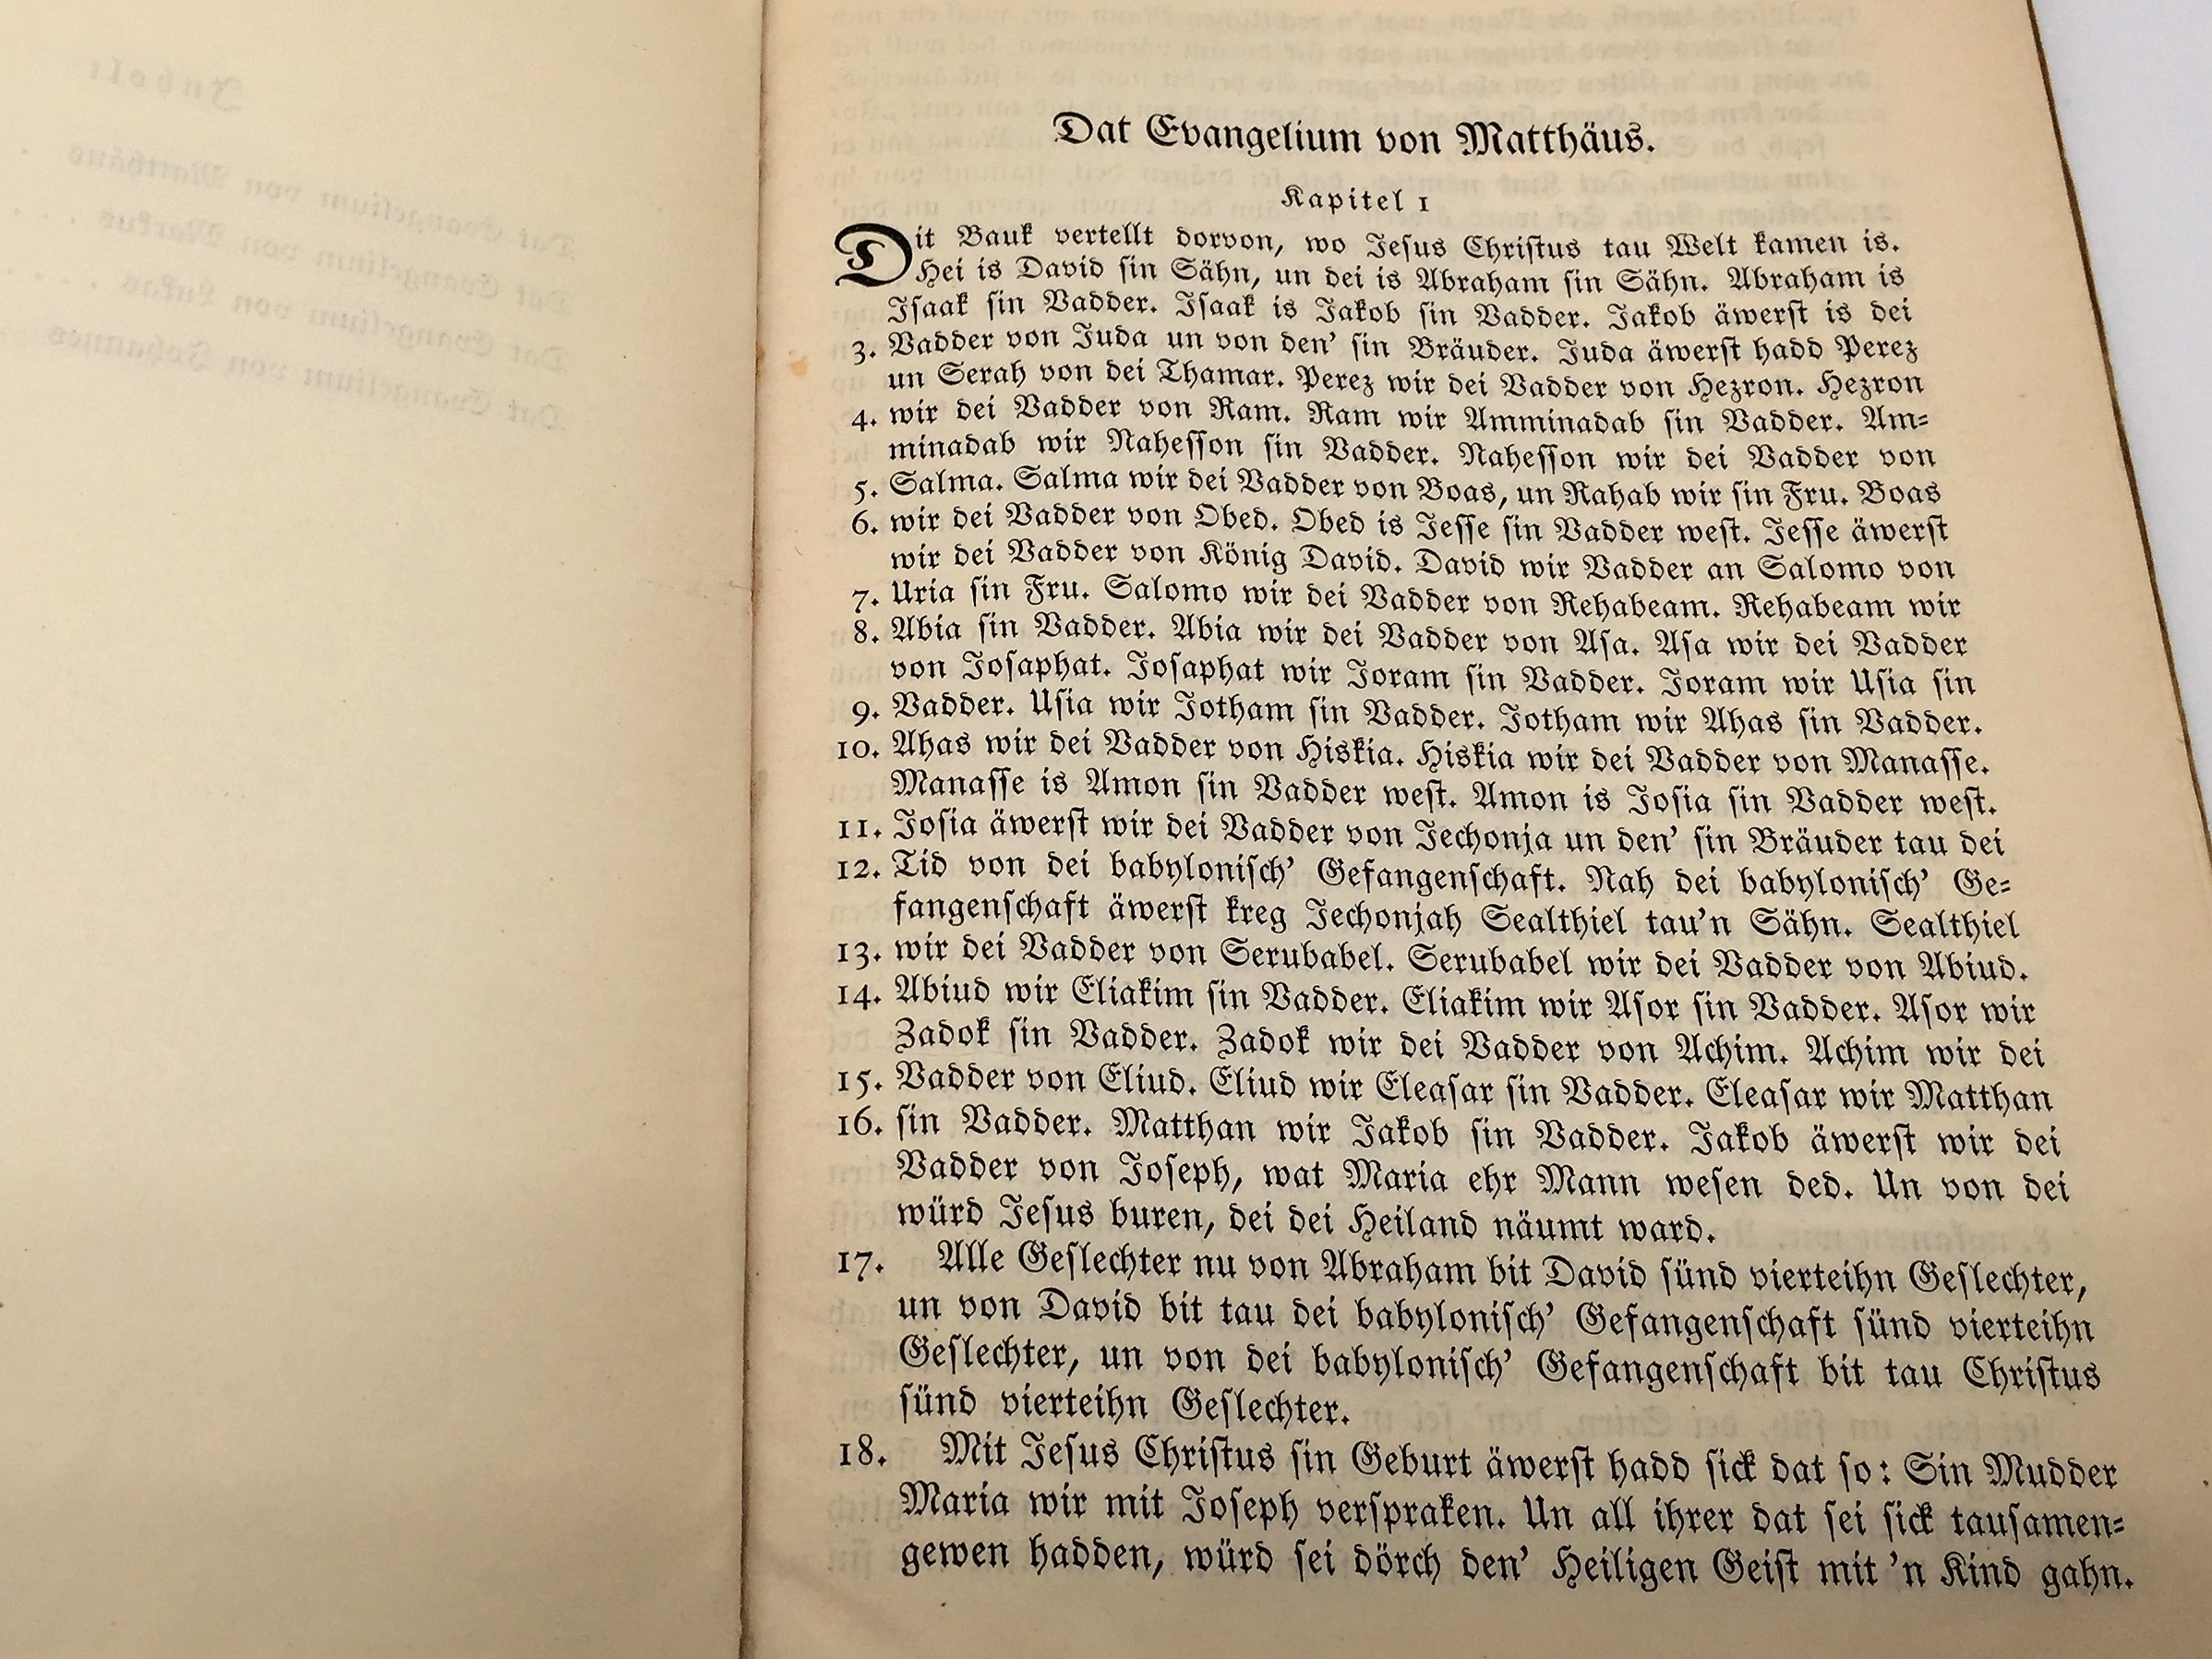 Inholt
Dat Evangelium von Matthäus .
Dat Evangelium von Markus . . .
Dat Evangelium von Lukas . . .
Dat Evangelium von Johannes
Dat Evangelium von Matthäus.
Kapitel 1
Dit Bauk vertellt dorvon, wo Jesus Christus tau Welt kamen is.
Hei is David sin Sähn, un dei is Abraham sin Sähn. Abraham is
Isaak sin Vadder. Isaak is Jakob sin Vadder. Jakob äwerst is dei
3. Vadder von Juda un von den' sin Bräuder. Juda äwerst hadd Perez
un Serah von dei Thamar. Perez wir dei Vadder von Hezron. Hezron
4. wir dei Vadder von Ram. Ram wir Amminadab sin Vadder. Am-
minadab wir Nahesson sin Vadder. Nahesson wir dei Vadder von
5. Salma. Salma wir dei Vadder von Boas, un Rahab wir sin Fru. Boas
6. wir dei Vadder von Obed. Obed is Jesse sin Vadder west. Jesse äwerst
wir dei Vadder von König David. David wir Vadder an Salomo von
7. Uria sin Fru. Salomo wir dei Vadder von Rehabeam. Rehabeam wir
8. Abia sin Vadder. Abia wir dei Vadder von Asa. Asa wir dei Vadder
von Josaphat. Josaphat wir Joram sin Vadder. Joram wir Usia sin
9. Vadder. Usia wir Jotham sin Vadder. Jotham wir Ahas sin Vadder.
10. Ahas wir dei Vadder von Hiskia. Hiskia wir dei Vadder von Manasse.
Manasse is Amon sin Vadder west. Amon is Josia sin Vadder west.
11. Josia äwerst wir dei Vadder von Jechonja un den' sin Bräuder tau dei
12. Tid von dei babylonisch' Gefangenschaft. Nah dei babylonisch' Ge-
fangenschaft äwerst kreg Jechonjah Sealthiel tau'n Sähn. Sealthiel
13. wir dei Vadder von Serubabel. Serubabel wir dei Vadder von Abiud.
14. Abiud wir Eliakim sin Vadder. Eliakim wir Asor sin Vadder. Asor wir
Zadok sin Vadder. Zadok wir dei Vadder von Achim. Achim wir dei
15. Vadder von Eliud. Eliud wir Eleasar sin Vadder. Eleasar wir Matthan
16. sin Vadder. Matthan wir Jakob sin Vadder. Jakob äwerst wir dei
Vadder von Joseph, wat Maria ehr Mann wesen ded. Un von dei
würd Jesus buren, dei dei Heiland näumt ward.
17. Alle Geslechter nu von Abraham bit David sünd vierteihn Geslechter,
un von David bit tau dei babylonisch' Gefangenschaft sünd vierteihn
Geslechter, un von dei babylonisch' Gefangenschaft bit tau Christus
sünd vierteihn Geslechter.
18. Mit Jesus Christus sin Geburt äwerst hadd sick dat so: Sin Mudder
Maria wir mit Joseph verspraken. Un all ihrer dat sei sick tausamen-
gewen hadden, würd sei dörch den' Heiligen Geist mit 'n Kind gahn.